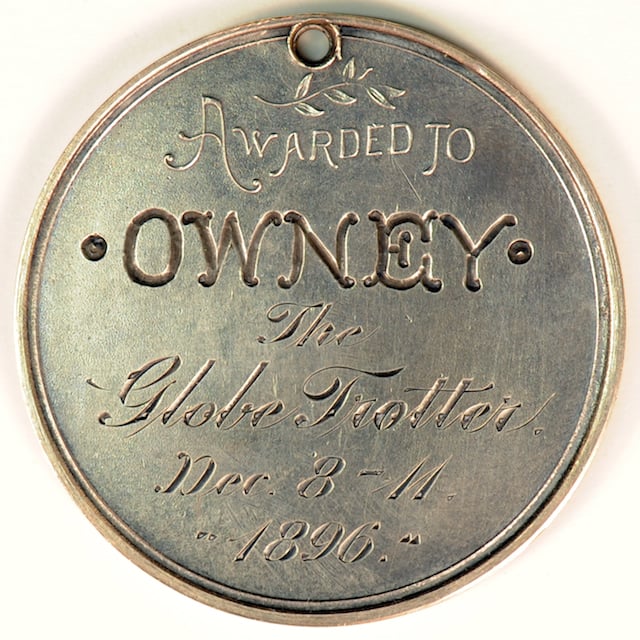 AWARDED TO
• OWNEY •
The
Globe Trotter.
Dec. 8 - 11.
1896.